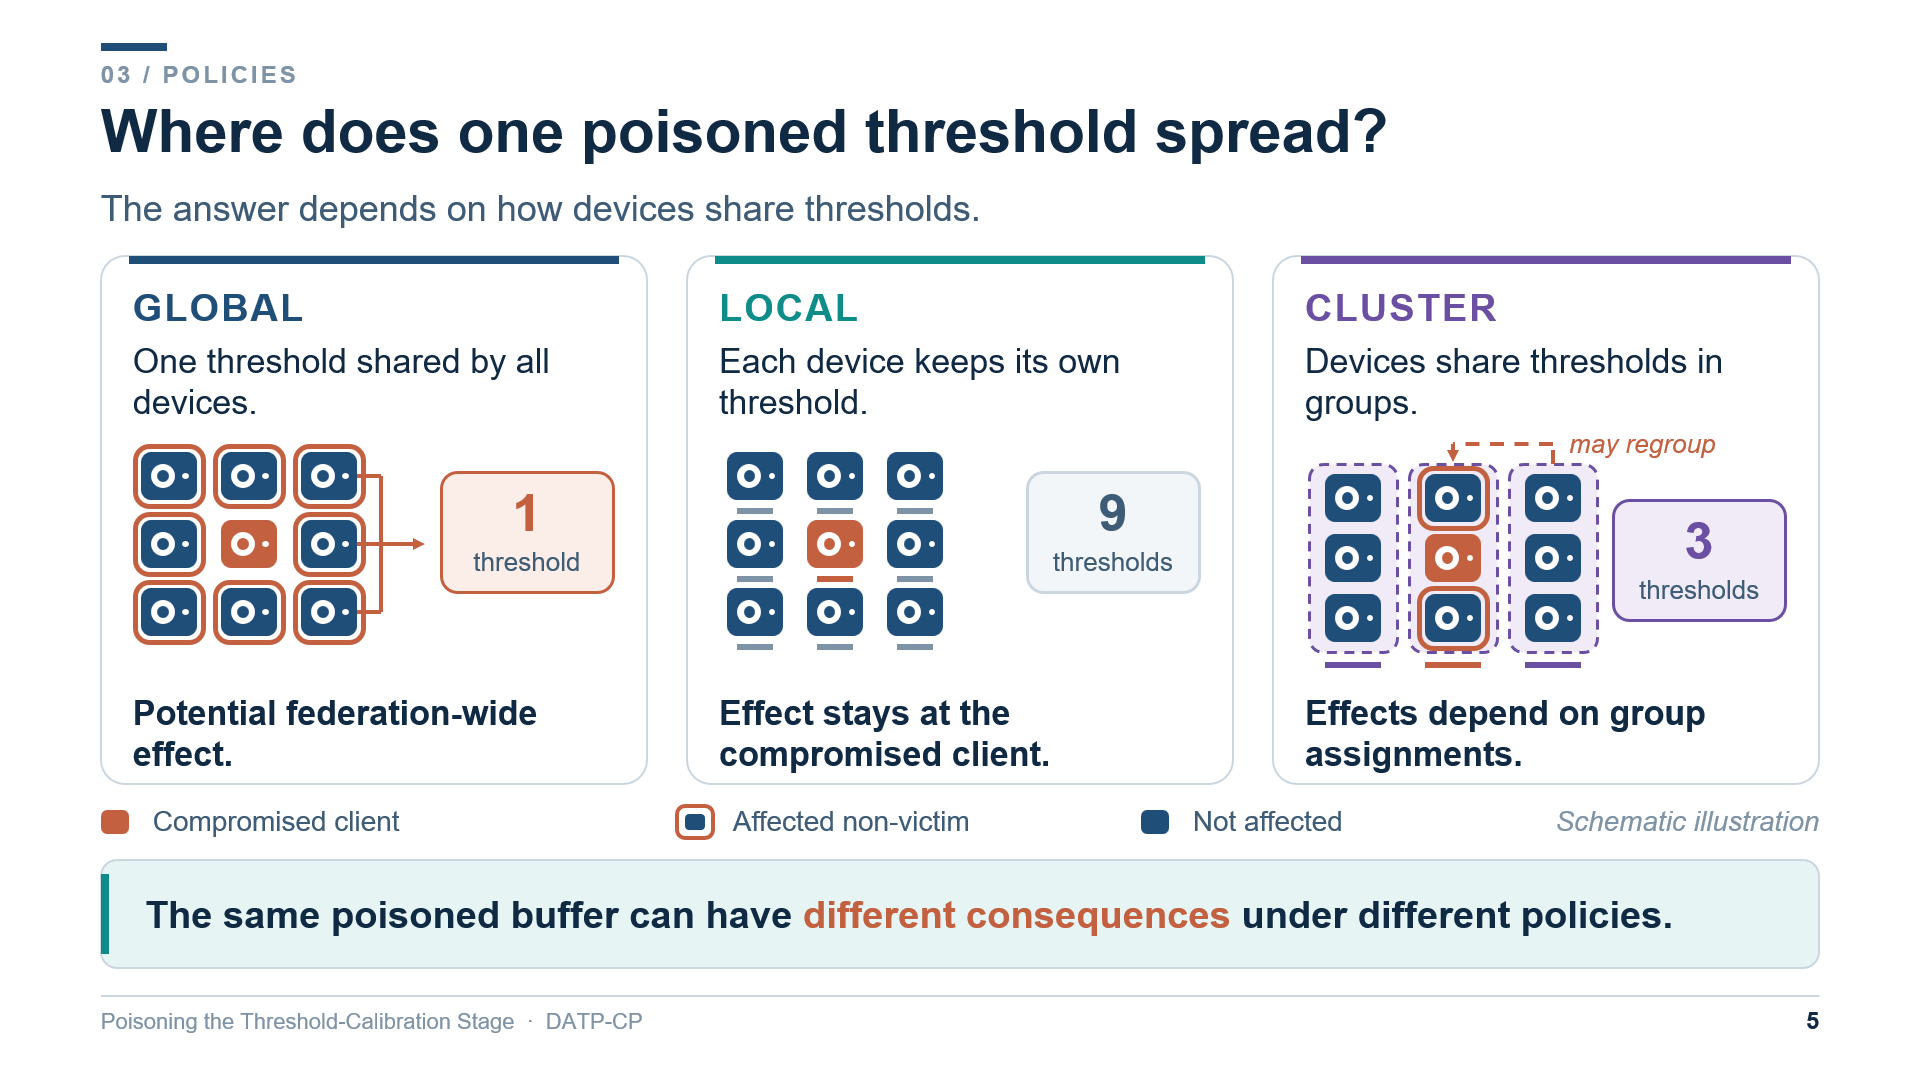 03 / POLICIES
Where does one poisoned threshold spread?
The answer depends on how devices share thresholds.
GLOBAL
One threshold shared by all
devices.
1
threshold
Potential federation-wide
effect.
LOCAL
Each device keeps its own
threshold.
9
thresholds
Effect stays at the
compromised client.
CLUSTER
Devices share thresholds in
groups.
may regroup
3
thresholds
Effects depend on group
assignments.
Compromised client
Affected non-victim
Not affected
Schematic illustration
The same poisoned buffer can have different consequences under different policies.
Poisoning the Threshold-Calibration Stage · DATP-CP
5